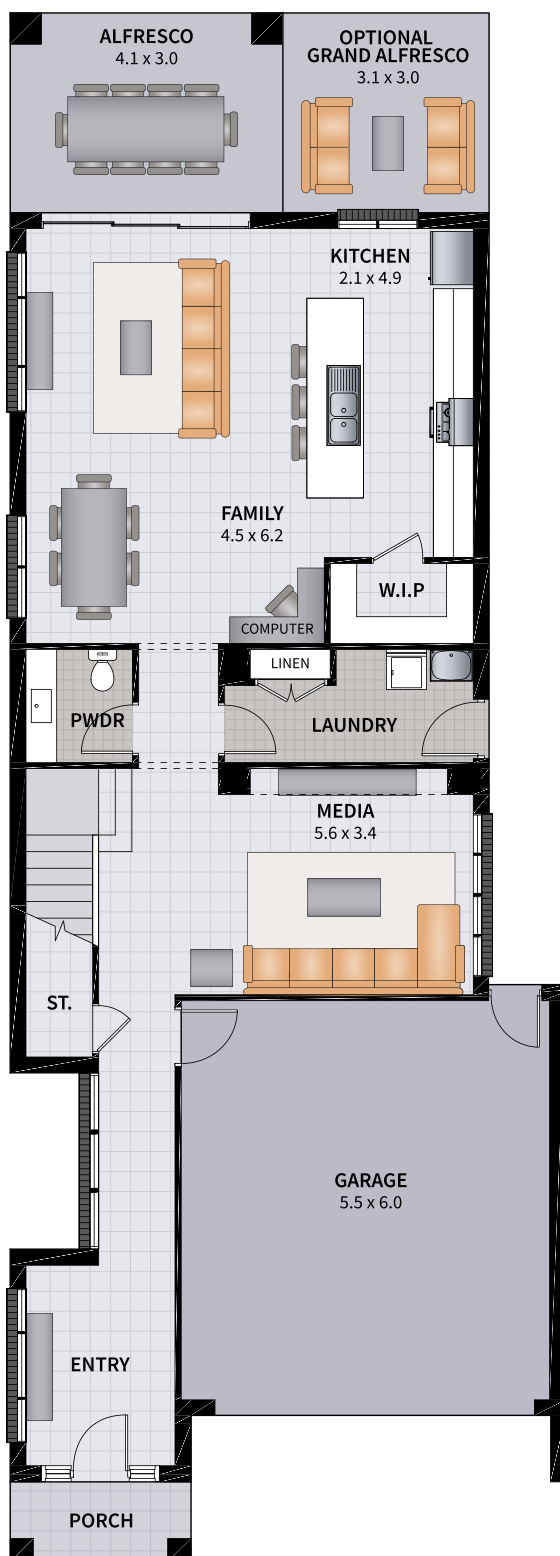 ALFRESCO
4.1 x 3.0
OPTIONAL
GRAND ALFRESCO
3.1 x 3.0
KITCHEN
2.1 x 4.9
FAMILY
4.5 x 6.2
W.I.P
COMPUTER
LINEN
PWDR
LAUNDRY
MEDIA
5.6 x 3.4
ST.
GARAGE
5.5 x 6.0
ENTRY
PORCH